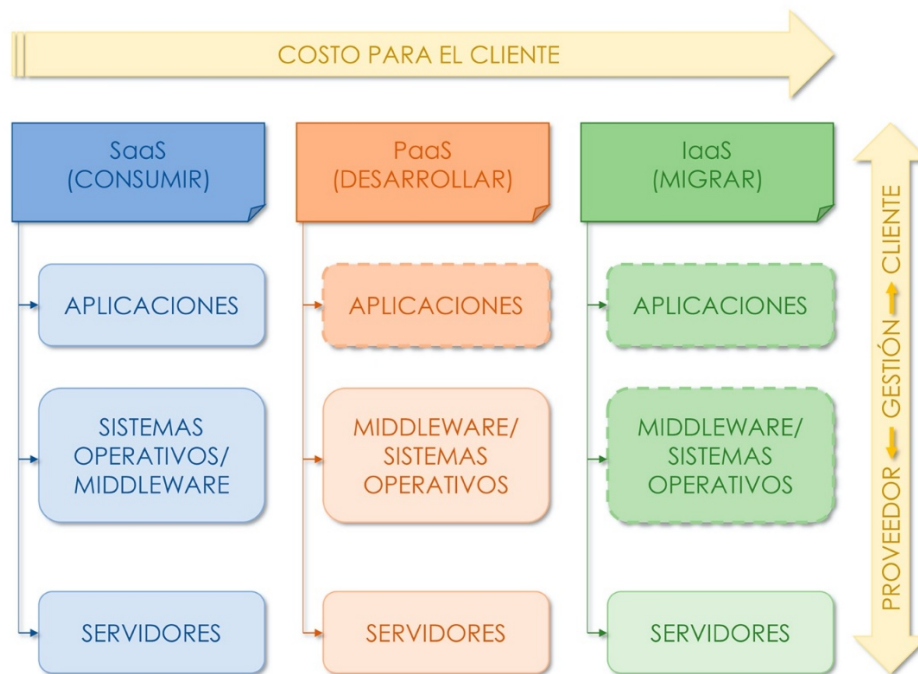 COSTO PARA EL CLIENTE
SaaS
(CONSUMIR)
PaaS
(DESARROLLAR)
IaaS
(MIGRAR)
APLICACIONES
APLICACIONES
APLICACIONES
SISTEMAS
OPERATIVOS/
MIDDLEWARE
MIDDLEWARE/
SISTEMAS
OPERATIVOS
MIDDLEWARE/
SISTEMAS
OPERATIVOS
SERVIDORES
SERVIDORES
SERVIDORES
PROVEEDOR GESTIÓN CLIENTE